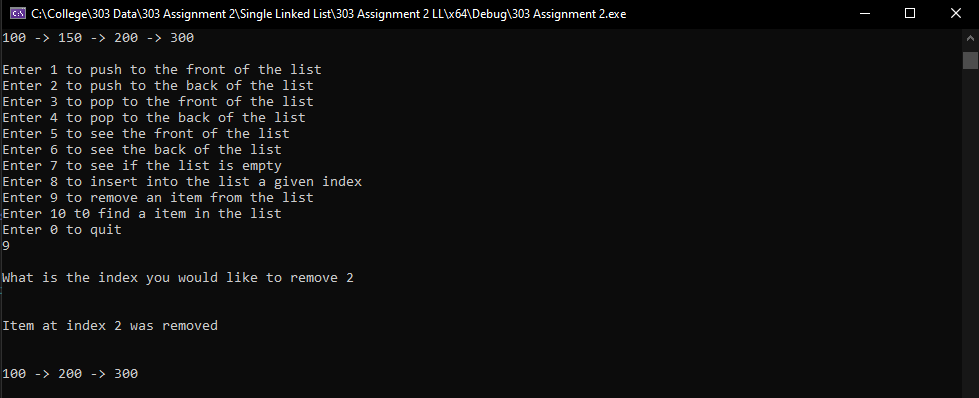 C:\College\303 Data\303 Assignment 2\Single Linked List\303 Assignment 2 LL\x64\Debug\303 Assignment 2.exe
100 -> 150 -> 200 -> 300
Enter 1 to push to the front of the list
Enter 2 to push to the back of the list
Enter 3 to pop to the front of the list
Enter 4 to pop to the back of the list
Enter 5 to see the front of the list
Enter 6 to see the back of the list
Enter 7 to see if the list is empty
Enter 8 to insert into the list a given index
Enter 9 to remove an item from the list
Enter 10 t0 find a item in the list
Enter 0 to quit
9
What is the index you would like to remove 2
Item at index 2 was removed
100 -> 200 -> 300